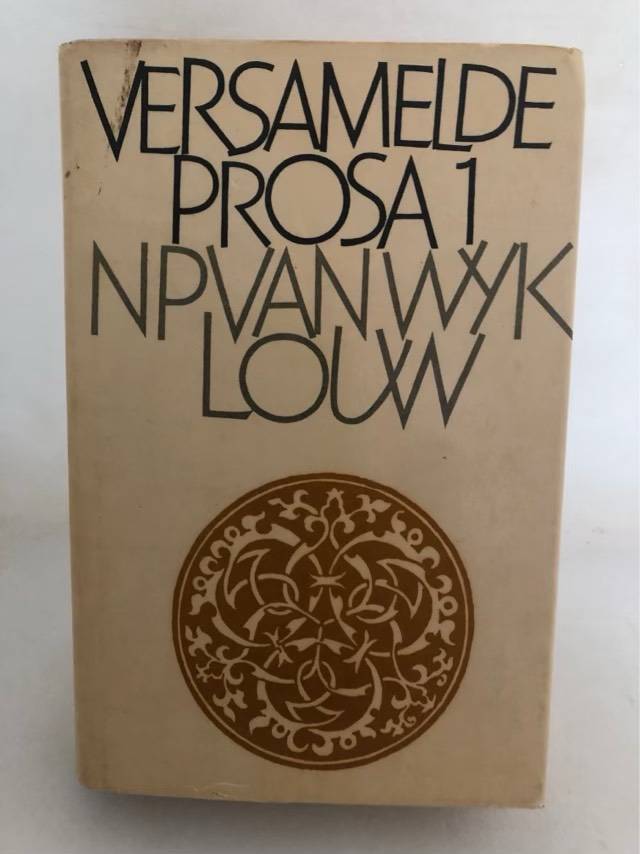 VERSAMELDE
PROSA 1
N P VAN WYK
LOUW